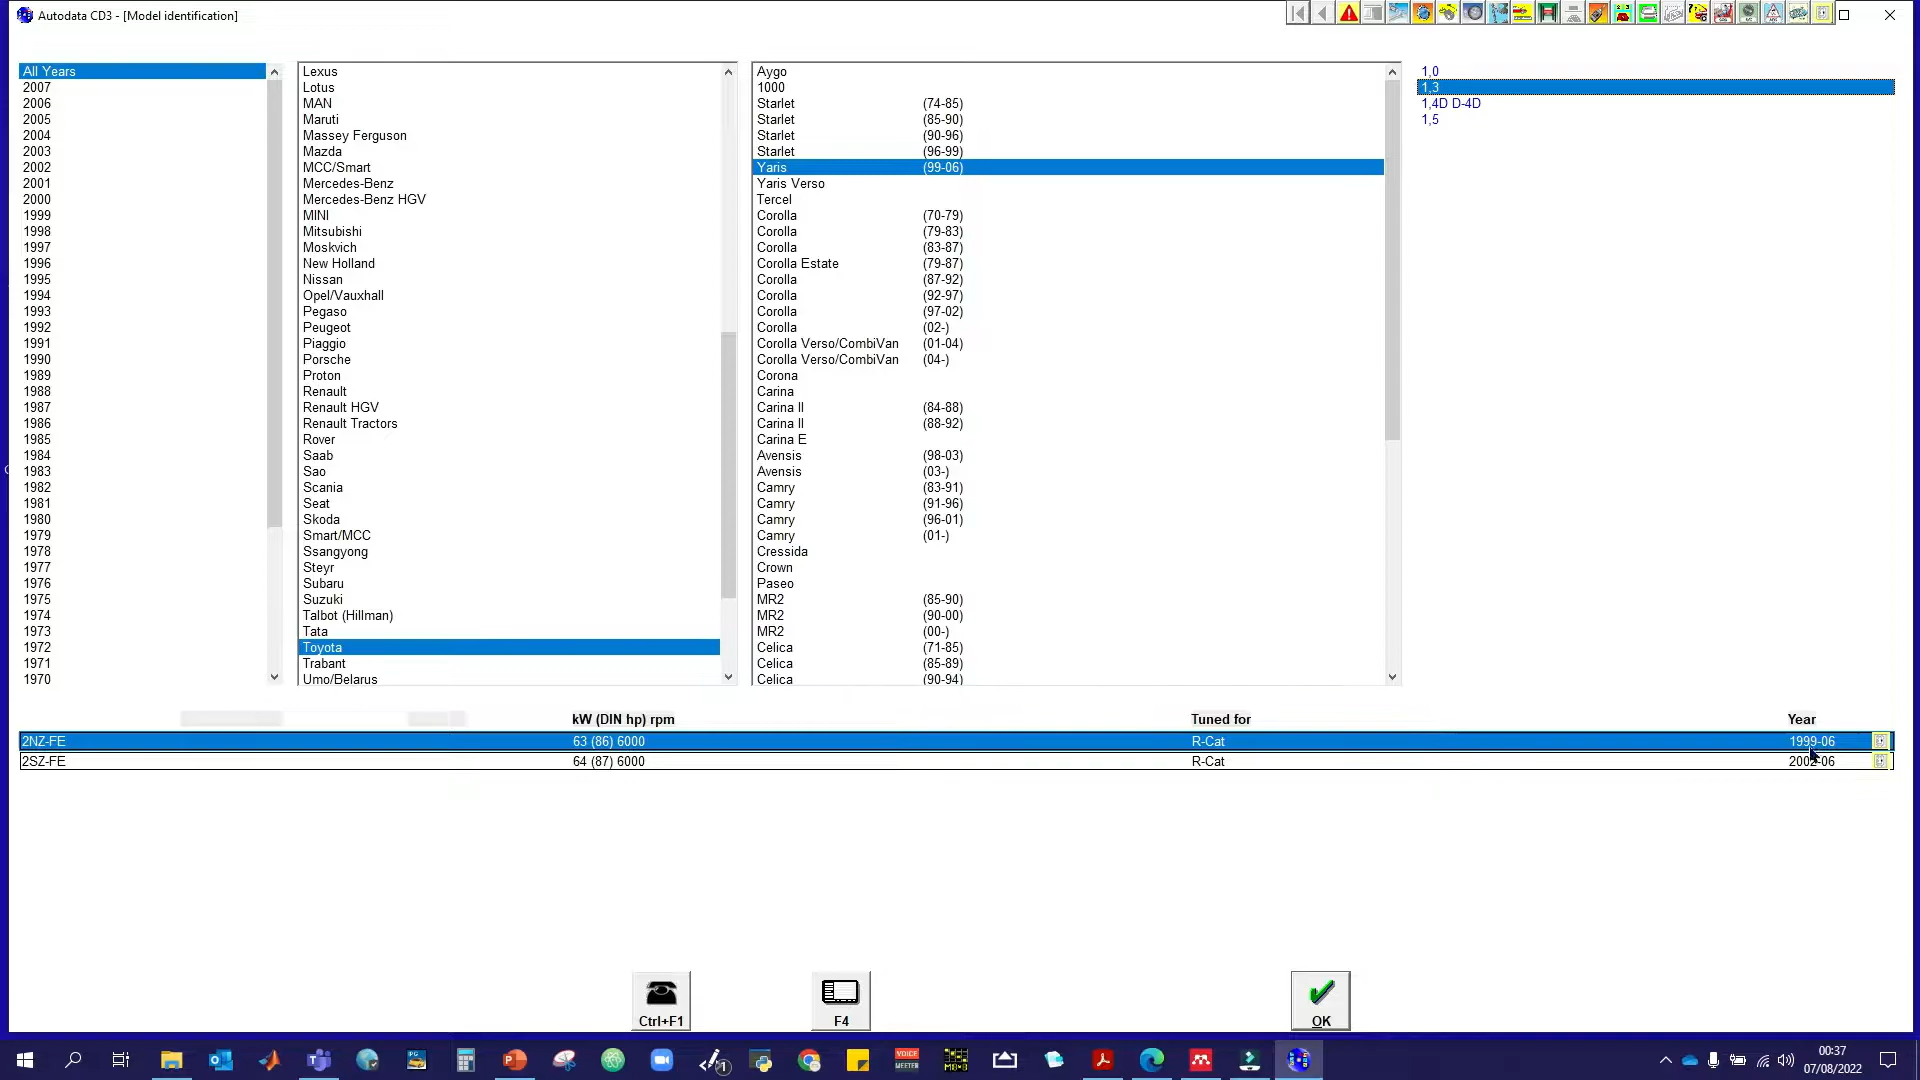 Autodata CD3 - [Model identification]
All Years
2007
2006
2005
2004
2003
2002
2001
2000
1999
1998
1997
1996
1995
1994
1993
1992
1991
1990
1989
1988
1987
1986
1985
1984
1983
1982
1981
1980
1979
1978
1977
1976
1975
1974
1973
1972
1971
1970
Lexus
Lotus
MAN
Maruti
Massey Ferguson
Mazda
MCC/Smart
Mercedes-Benz
Mercedes-Benz HGV
MINI
Mitsubishi
Moskvich
New Holland
Nissan
Opel/Vauxhall
Pegaso
Peugeot
Piaggio
Porsche
Proton
Renault
Renault HGV
Renault Tractors
Rover
Saab
Sao
Scania
Seat
Skoda
Smart/MCC
Ssangyong
Steyr
Subaru
Suzuki
Talbot (Hillman)
Tata
Toyota
Trabant
Umo/Belarus
Aygo
1000
Starlet (74-85)
Starlet (85-90)
Starlet (90-96)
Starlet (96-99)
Yaris (99-06)
Yaris Verso
Tercel
Corolla (70-79)
Corolla (79-83)
Corolla (83-87)
Corolla Estate (79-87)
Corolla (87-92)
Corolla (92-97)
Corolla (97-02)
Corolla (02-)
Corolla Verso/CombiVan (01-04)
Corolla Verso/CombiVan (04-)
Corona
Carina
Carina II (84-88)
Carina II (88-92)
Carina E
Avensis (98-03)
Avensis (03-)
Camry (83-91)
Camry (91-96)
Camry (96-01)
Camry (01-)
Cressida
Crown
Paseo
MR2 (85-90)
MR2 (90-00)
MR2 (00-)
Celica (71-85)
Celica (85-89)
Celica (90-94)
1,0
1,3
1,4D D-4D
1,5
kW (DIN hp) rpm Tuned for Year
2NZ-FE 63 (86) 6000 R-Cat 1999-06
2SZ-FE 64 (87) 6000 R-Cat 2002-06
Ctrl+F1 F4 OK
VOICE
MEETER
00:37
07/08/2022